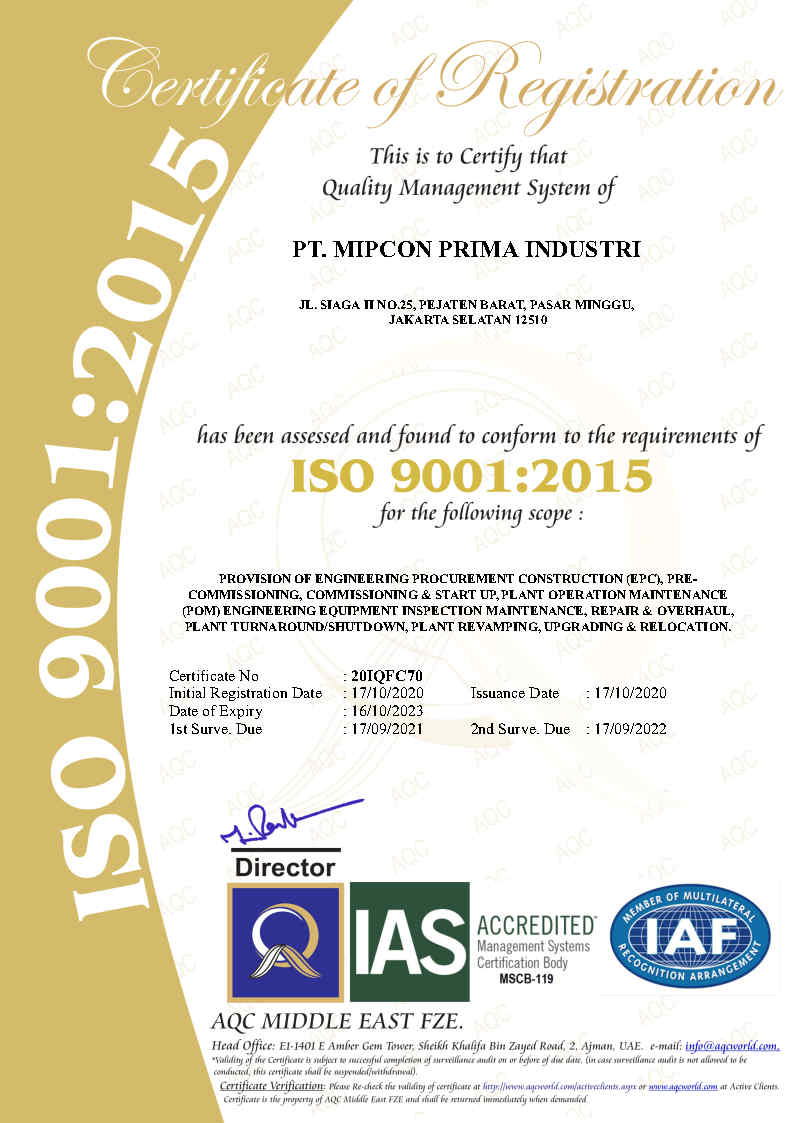 Certificate of Registration
This is to Certify that
Quality Management System of
PT. MIPCON PRIMA INDUSTRI
JL. SIAGA II NO.25, PEJATEN BARAT, PASAR MINGGU,
JAKARTA SELATAN 12510
has been assessed and found to conform to the requirements of
ISO 9001:2015
for the following scope :
PROVISION OF ENGINEERING PROCUREMENT CONSTRUCTION (EPC), PRE-
COMMISSIONING, COMMISSIONING & START UP, PLANT OPERATION MAINTENANCE
(POM) ENGINEERING EQUIPMENT INSPECTION MAINTENANCE, REPAIR & OVERHAUL,
PLANT TURNAROUND/SHUTDOWN, PLANT REVAMPING, UPGRADING & RELOCATION.
Certificate No : 20IQFC70
Initial Registration Date : 17/10/2020 Issuance Date : 17/10/2020
Date of Expiry : 16/10/2023
1st Surve. Due : 17/09/2021 2nd Surve. Due : 17/09/2022
ISO 9001:2015
Director
IAS
ACCREDITED™
Management Systems
Certification Body
MSCB-119
MEMBER OF MULTILATERAL
IAF
RECOGNITION ARRANGEMENT
AQC MIDDLE EAST FZE.
Head Office: E1-1401 E Amber Gem Tower, Sheikh Khalifa Bin Zayed Road, 2, Ajman, UAE. e-mail: info@aqcworld.com.
*Validity of the Certificate is subject to successful completion of surveillance audit on or before of due date, (in case surveillance audit is not allowed to be
conducted, this certificate shall be suspended/withdrawal).
Certificate Verification: Please Re-check the validity of certificate at http://www.aqcworld.com/activeclients.aspx or www.aqcworld.com at Active Clients.
Certificate is the property of AQC Middle East FZE and shall be returned immediately when demanded